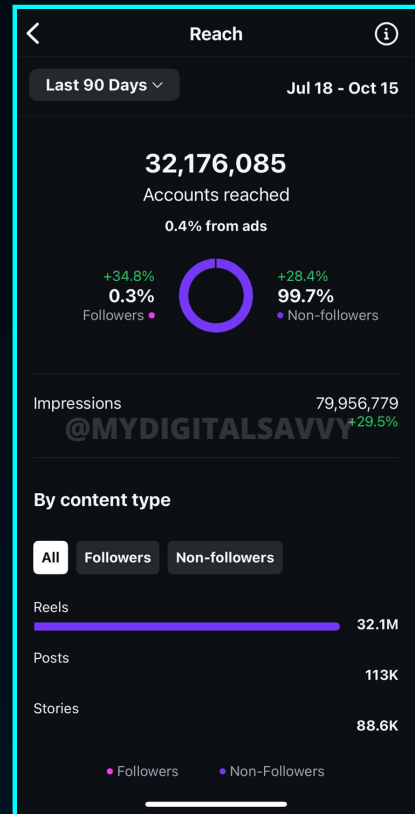 Reach
Last 90 Days
Jul 18 - Oct 15
32,176,085
Accounts reached
0.4% from ads
+34.8%
0.3%
Followers
+28.4%
99.7%
Non-followers
Impressions
79,956,779
@MYDIGITALSAVVY
+29.5%
By content type
All Followers Non-followers
Reels
32.1M
Posts
113K
Stories
88.6K
Followers Non-Followers